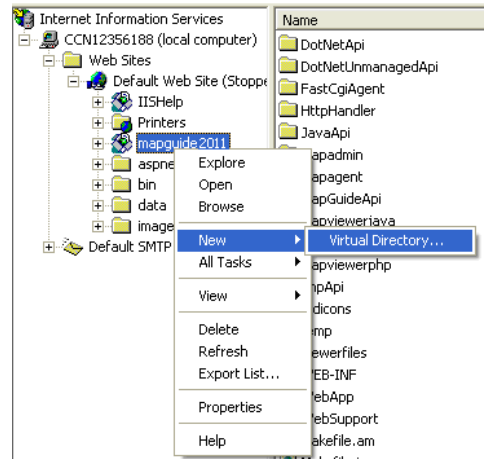 Internet Information Services
CCN12356188 (local computer)
Web Sites
Default Web Site (Stoppe
IISHelp
Printers
mapguide2011
aspne
bin
data
image
Default SMTP
Explore
Open
Browse
New
All Tasks
View
Delete
Refresh
Export List...
Properties
Help
Virtual Directory...
Name
DotNetApi
DotNetUnmanagedApi
FastCgiAgent
HttpHandler
JavaApi
apadmin
apagent
apGuideApi
apviewerjava
apviewerphp
hpApi
dicons
emp
ewerfiles
EB-INF
ebApp
ebSupport
akefile.am